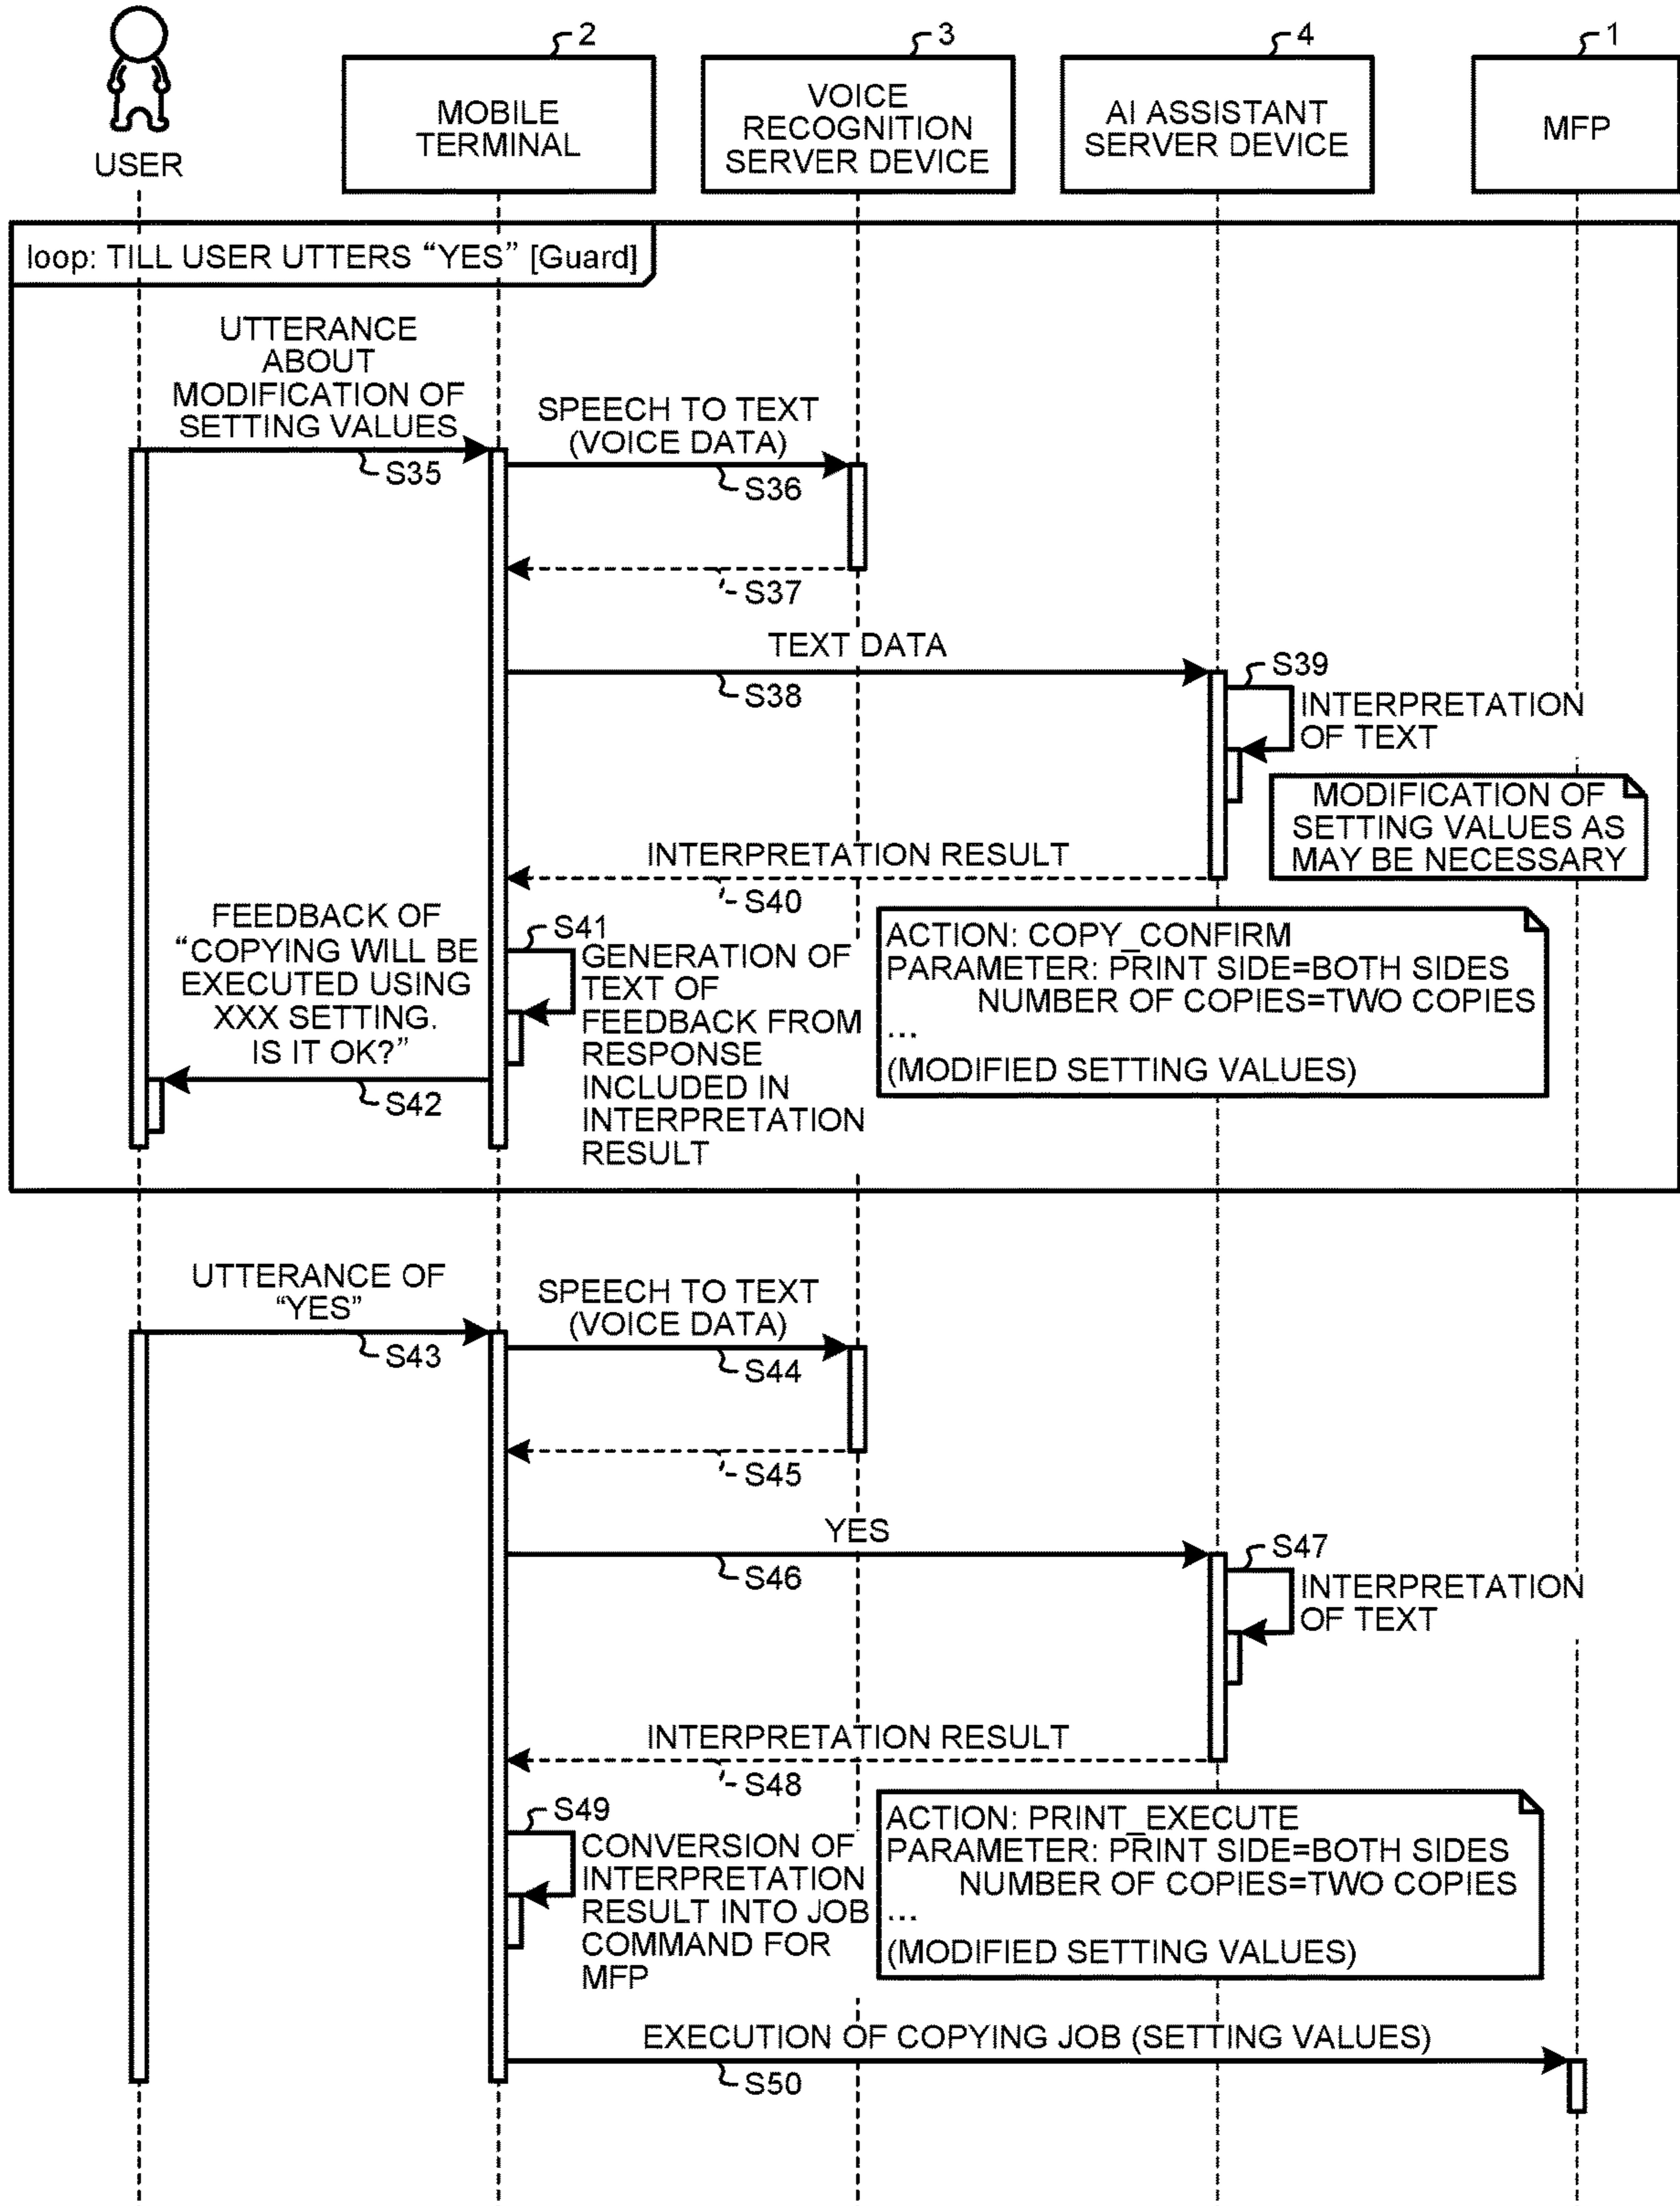 2
3
4
1
USER
MOBILE
TERMINAL
VOICE
RECOGNITION
SERVER DEVICE
AI ASSISTANT
SERVER DEVICE
MFP
loop: TILL USER UTTERS “YES” [Guard]
UTTERANCE
ABOUT
MODIFICATION OF
SETTING VALUES
S35
SPEECH TO TEXT
(VOICE DATA)
S36
S37
TEXT DATA
S38
S39
INTERPRETATION
OF TEXT
MODIFICATION OF
SETTING VALUES AS
MAY BE NECESSARY
INTERPRETATION RESULT
S40
ACTION: COPY_CONFIRM
PARAMETER: PRINT SIDE=BOTH SIDES
NUMBER OF COPIES=TWO COPIES
...
(MODIFIED SETTING VALUES)
S41
GENERATION OF
TEXT OF
FEEDBACK FROM
RESPONSE
INCLUDED IN
INTERPRETATION
RESULT
FEEDBACK OF
“COPYING WILL BE
EXECUTED USING
XXX SETTING.
IS IT OK?”
S42
UTTERANCE OF
“YES”
S43
SPEECH TO TEXT
(VOICE DATA)
S44
S45
YES
S46
S47
INTERPRETATION
OF TEXT
INTERPRETATION RESULT
S48
ACTION: PRINT_EXECUTE
PARAMETER: PRINT SIDE=BOTH SIDES
NUMBER OF COPIES=TWO COPIES
...
(MODIFIED SETTING VALUES)
S49
CONVERSION OF
INTERPRETATION
RESULT INTO JOB
COMMAND FOR
MFP
EXECUTION OF COPYING JOB (SETTING VALUES)
S50